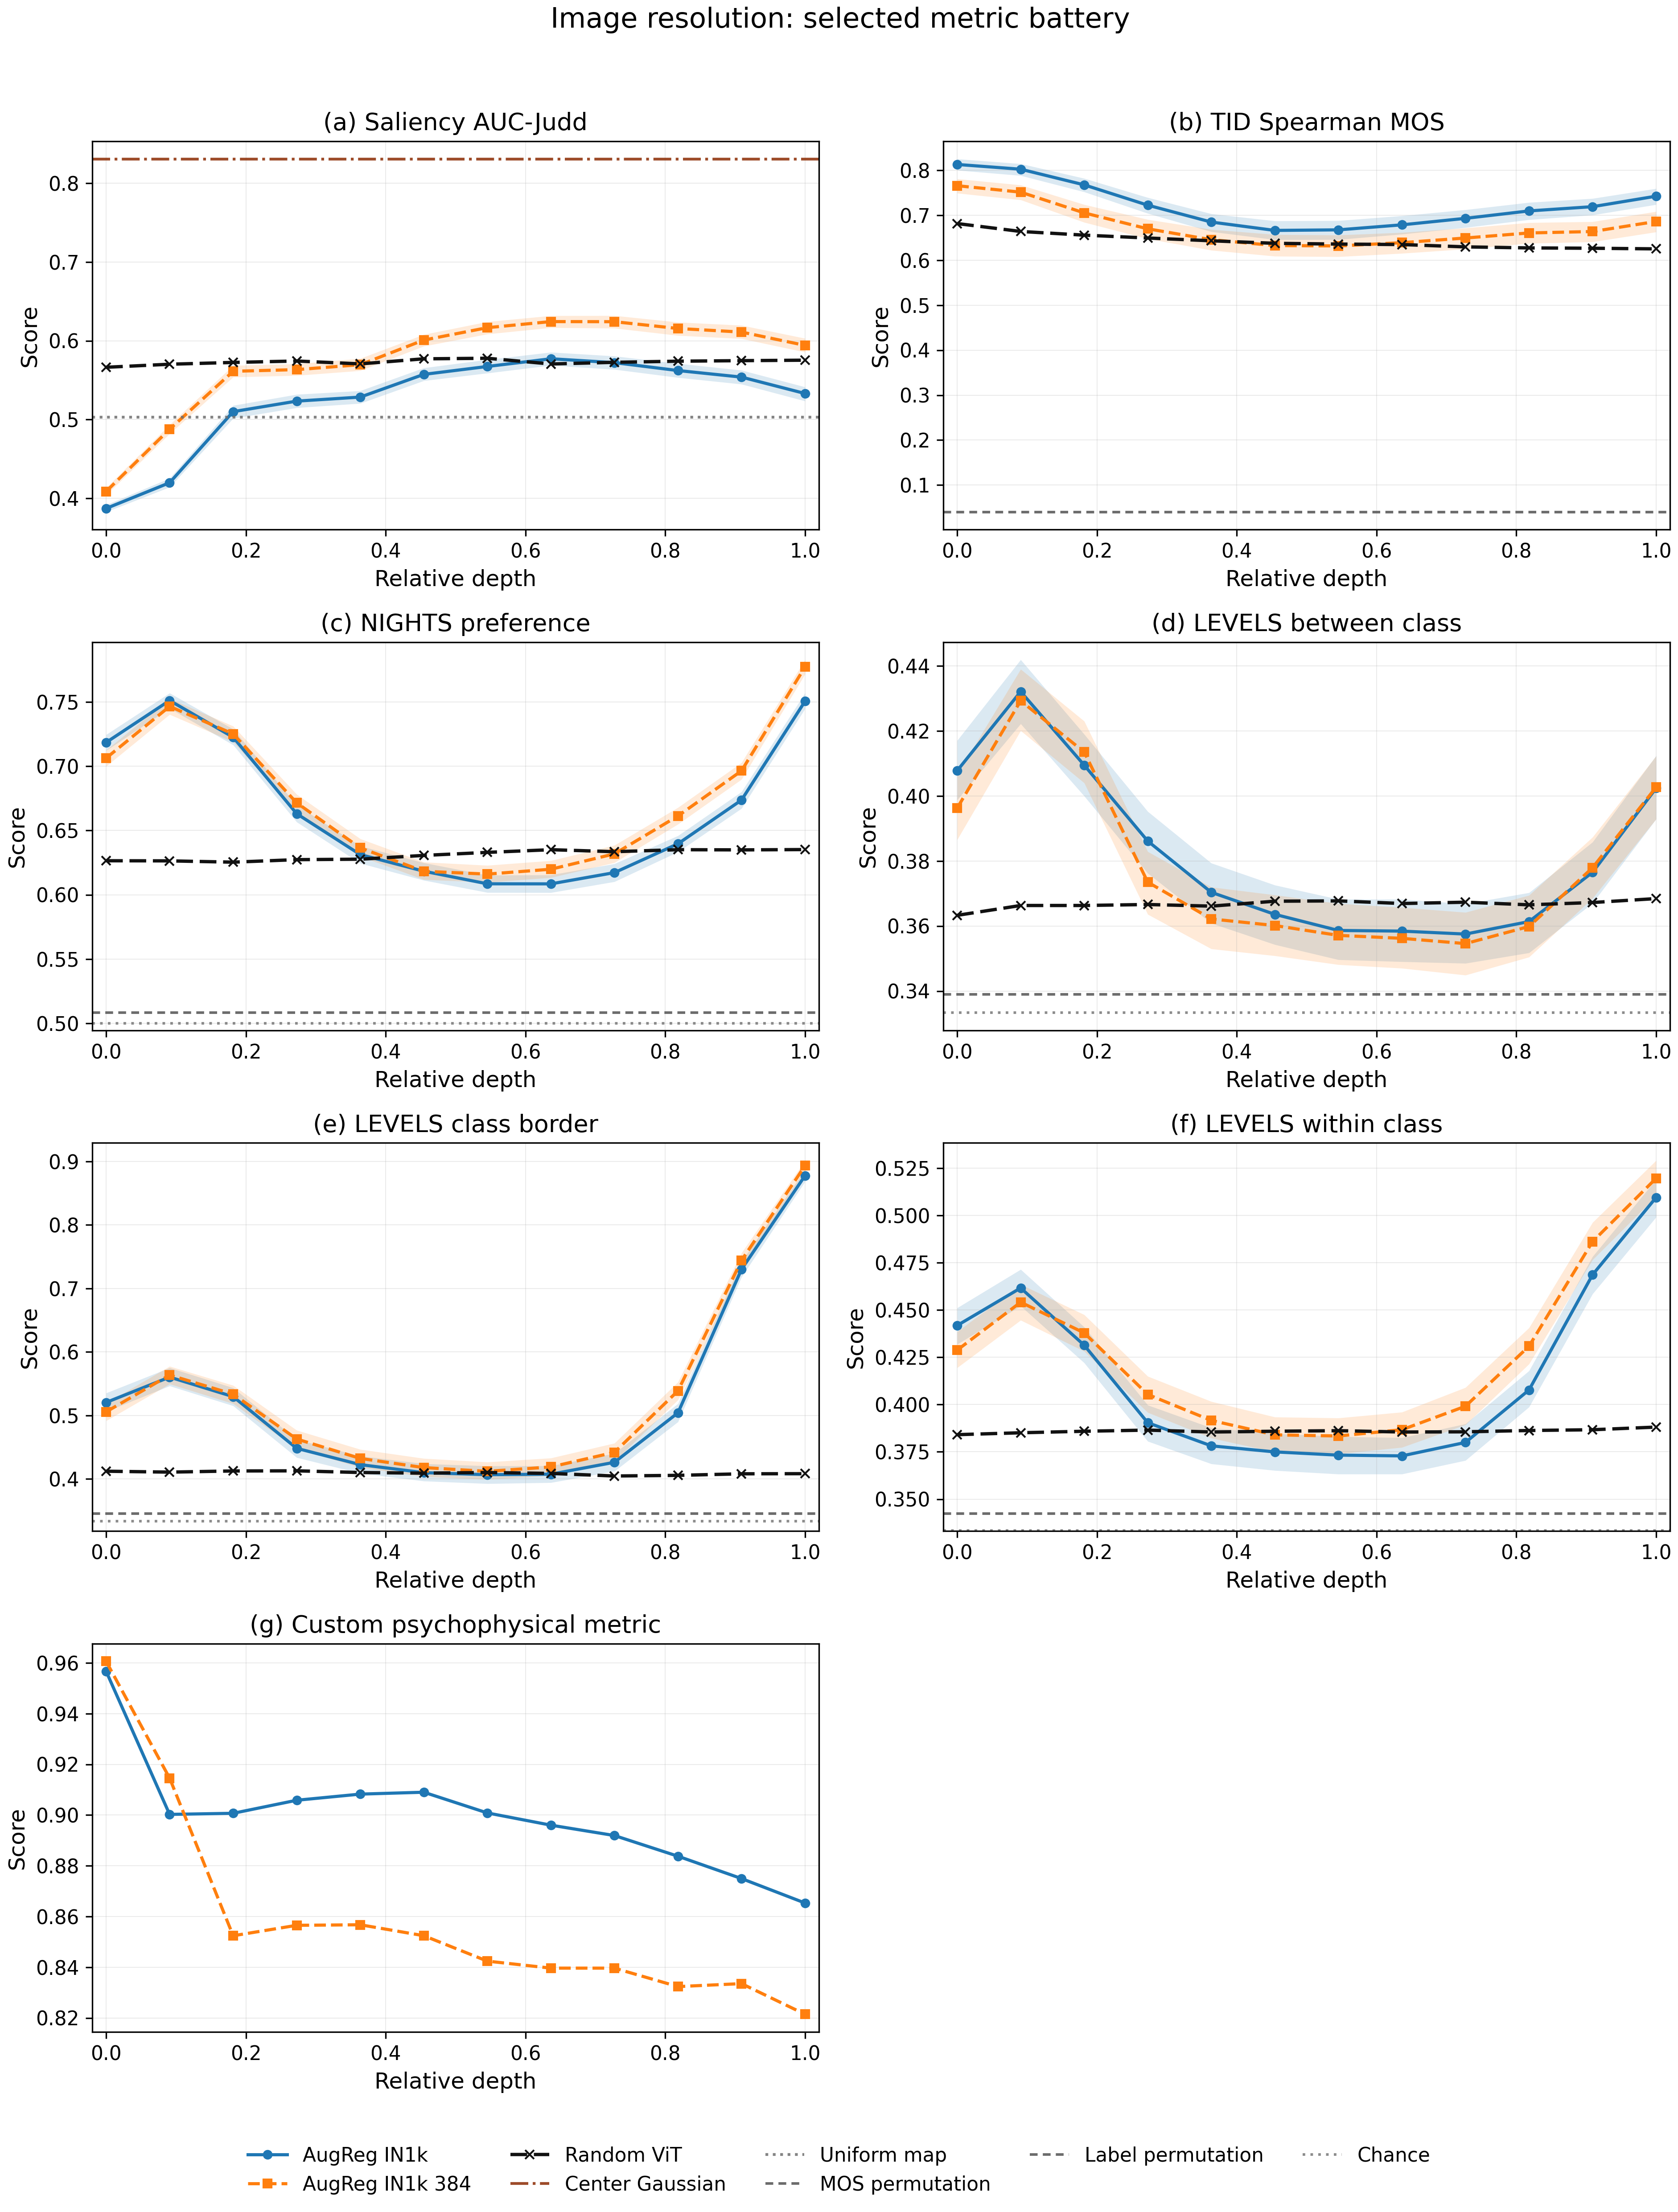 Image resolution: selected metric battery
(a) Saliency AUC-Judd
Score
0.8
0.7
0.6
0.5
0.4
0.0 0.2 0.4 0.6 0.8 1.0
Relative depth
(b) TID Spearman MOS
Score
0.8
0.7
0.6
0.5
0.4
0.3
0.2
0.1
0.0 0.2 0.4 0.6 0.8 1.0
Relative depth
(c) NIGHTS preference
Score
0.75
0.70
0.65
0.60
0.55
0.50
0.0 0.2 0.4 0.6 0.8 1.0
Relative depth
(d) LEVELS between class
Score
0.44
0.42
0.40
0.38
0.36
0.34
0.0 0.2 0.4 0.6 0.8 1.0
Relative depth
(e) LEVELS class border
Score
0.9
0.8
0.7
0.6
0.5
0.4
0.0 0.2 0.4 0.6 0.8 1.0
Relative depth
(f) LEVELS within class
Score
0.525
0.500
0.475
0.450
0.425
0.400
0.375
0.350
0.0 0.2 0.4 0.6 0.8 1.0
Relative depth
(g) Custom psychophysical metric
Score
0.96
0.94
0.92
0.90
0.88
0.86
0.84
0.82
0.0 0.2 0.4 0.6 0.8 1.0
Relative depth
AugReg IN1k
AugReg IN1k 384
Random ViT
Center Gaussian
Uniform map
MOS permutation
Label permutation
Chance